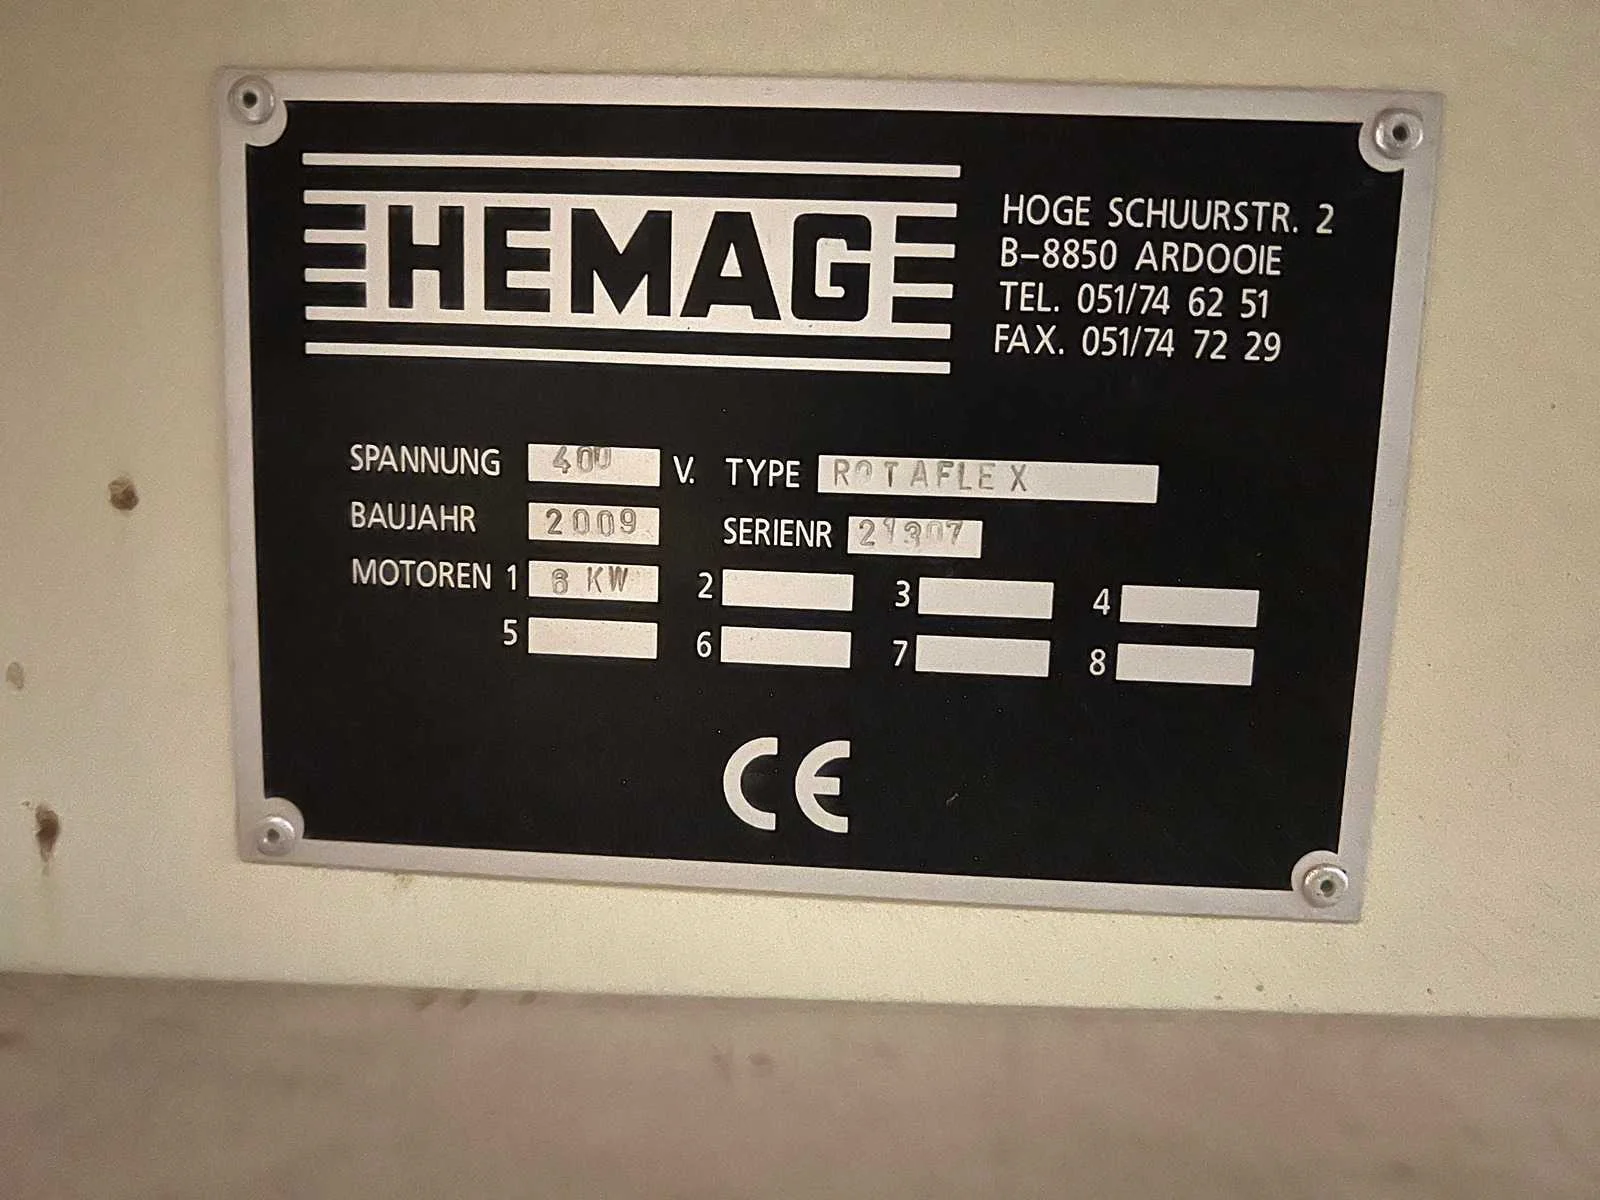 HEMAG
HOGE SCHUURSTR. 2
B-8850 ARDOOIE
TEL. 051/74 62 51
FAX. 051/74 72 29
SPANNUNG 400 V. TYPE ROTAFLEX
BAUJAHR 2009 SERIENR 21307
MOTOREN 1 6 KW 2 3 4
5 6 7 8
CE